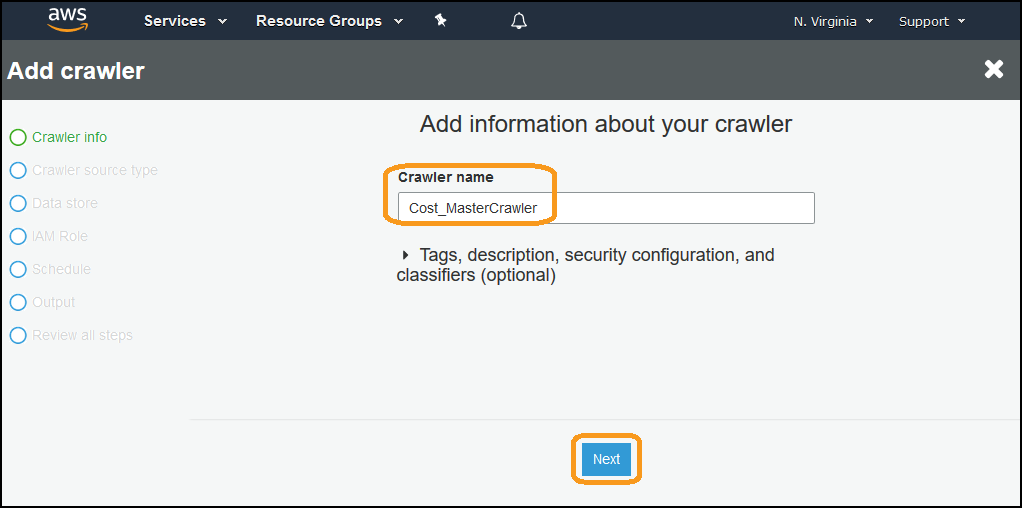 aws Services Resource Groups N. Virginia Support
Add crawler
Crawler info
Crawler source type
Data store
IAM Role
Schedule
Output
Review all steps
Add information about your crawler
Crawler name
Cost_MasterCrawler
Tags, description, security configuration, and
classifiers (optional)
Next